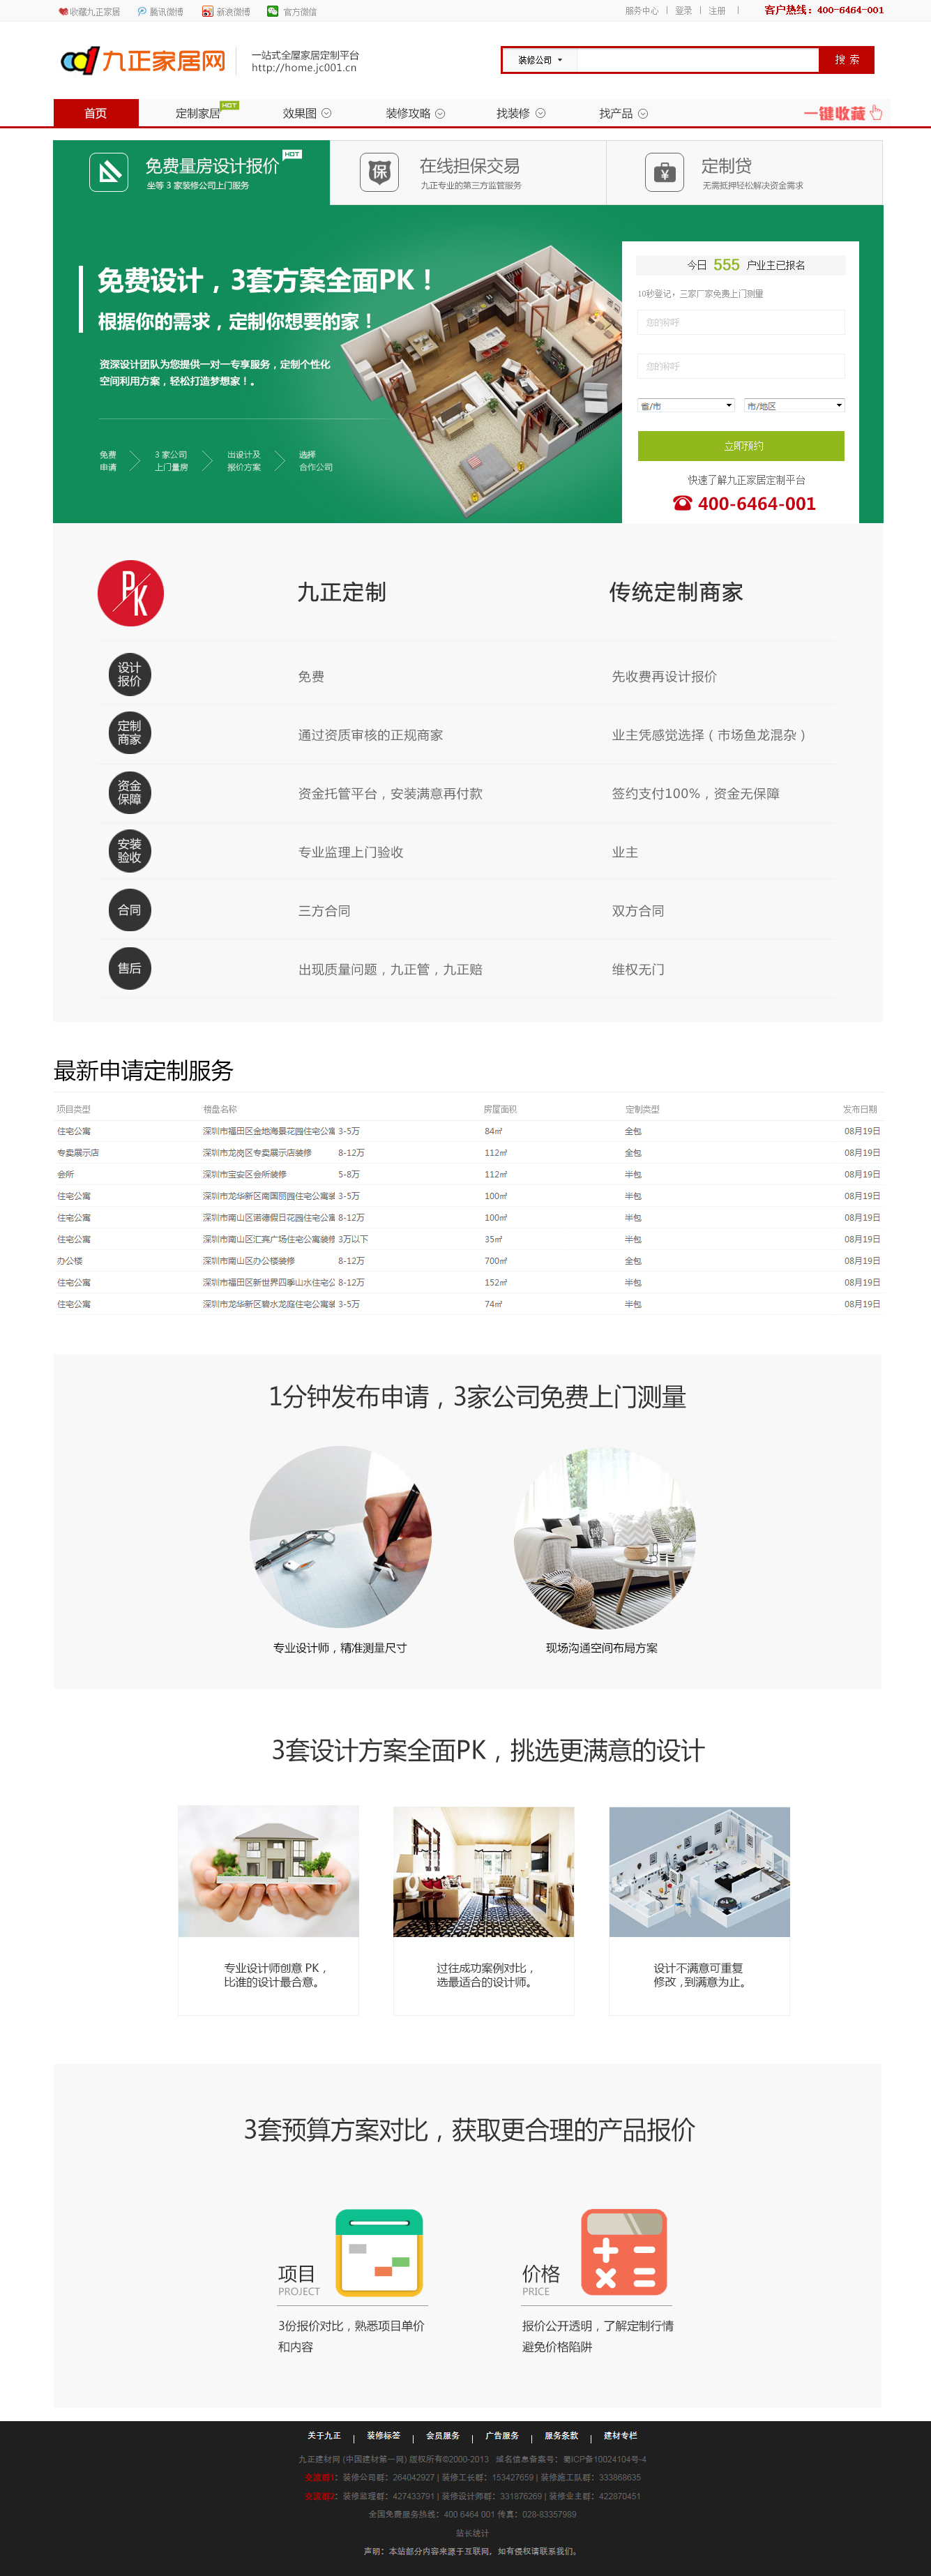 收藏九正家居 腾讯微博 新浪微博 官方微信 服务中心 | 登录 | 注册 | 客户热线：400-6464-001
九正家居网 一站式全屋家居定制平台
http://home.jc001.cn
装修公司 搜 索
首页 定制家居 HOT 效果图 装修攻略 找装修 找产品 一键收藏
免费量房设计报价 HOT
坐等 3 家装修公司上门服务
保 在线担保交易
九正专业的第三方监管服务
定制贷
无需抵押轻松解决资金需求
免费设计，3套方案全面PK！
根据你的需求，定制你想要的家！
资深设计团队为您提供一对一专享服务，定制个性化
空间利用方案，轻松打造梦想家！。
免费
申请
3 家公司
上门量房
出设计及
报价方案
选择
合作公司
今日 555 户业主已报名
10秒登记，三家厂家免费上门测量
您的称呼
您的称呼
省/市 市/地区
立即预约
快速了解九正家居定制平台
400-6464-001
PK 九正定制 传统定制商家
设计报价 免费 先收费再设计报价
定制商家 通过资质审核的正规商家 业主凭感觉选择（市场鱼龙混杂）
资金保障 资金托管平台，安装满意再付款 签约支付100%，资金无保障
安装验收 专业监理上门验收 业主
合同 三方合同 双方合同
售后 出现质量问题，九正管，九正赔 维权无门
最新申请定制服务
项目类型 楼盘名称 房屋面积 定制类型 发布日期
住宅公寓 深圳市福田区金地海景花园住宅公寓 3-5万 84㎡ 全包 08月19日
专卖展示店 深圳市龙岗区专卖展示店装修 8-12万 112㎡ 全包 08月19日
会所 深圳市宝安区会所装修 5-8万 112㎡ 半包 08月19日
住宅公寓 深圳市龙华新区南国丽园住宅公寓 3-5万 100㎡ 半包 08月19日
住宅公寓 深圳市南山区诺德假日花园住宅公寓 8-12万 100㎡ 半包 08月19日
住宅公寓 深圳市南山区汇宾广场住宅公寓装修 3万以下 35㎡ 半包 08月19日
办公楼 深圳市南山区办公楼装修 8-12万 700㎡ 全包 08月19日
住宅公寓 深圳市福田区新世界四季山水住宅公 8-12万 152㎡ 半包 08月19日
住宅公寓 深圳市龙华新区碧水龙庭住宅公寓 3-5万 74㎡ 半包 08月19日
1分钟发布申请，3家公司免费上门测量
专业设计师，精准测量尺寸 现场沟通空间布局方案
3套设计方案全面PK，挑选更满意的设计
专业设计师创意 PK，
比谁的设计最合意。
过往成功案例对比，
选最适合的设计师。
设计不满意可重复
修改，到满意为止。
3套预算方案对比，获取更合理的产品报价
项目
PROJECT
3份报价对比，熟悉项目单价
和内容
价格
PRICE
报价公开透明，了解定制行情
避免价格陷阱
关于九正 | 装修标签 | 会员服务 | 广告服务 | 服务条款 | 建材专栏
九正建材网 (中国建材第一网) 版权所有©2000-2013 域名信息备案号：蜀ICP备10024104号-4
交流群1：装修公司群：264042927 | 装修工长群：153427659 | 装修施工队群：333868635
交流群2：装修监理群：427433791 | 装修设计师群：331876269 | 装修业主群：422870451
全国免费服务热线：400 6464 001 传真：028-83357989
站长统计
声明：本站部分内容来源于互联网，如有侵权请联系我们。